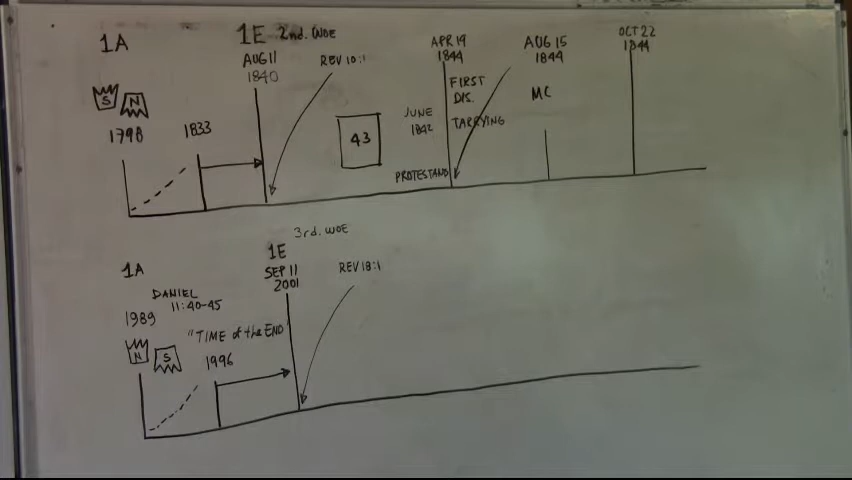 1A
1E 2nd. WOE
AUG 11
1840
REV 10:1
APR 19
1844
AUG 15
1844
OCT 22
1844
S
N
1798
1833
43
JUNE
1842
FIRST
DIS.
TARRYING
MC
PROTESTAND
3rd. WOE
1E
SEP 11
2001
REV 18:1
1A
DANIEL
11:40-45
1989
"TIME of the END"
N
S
1996